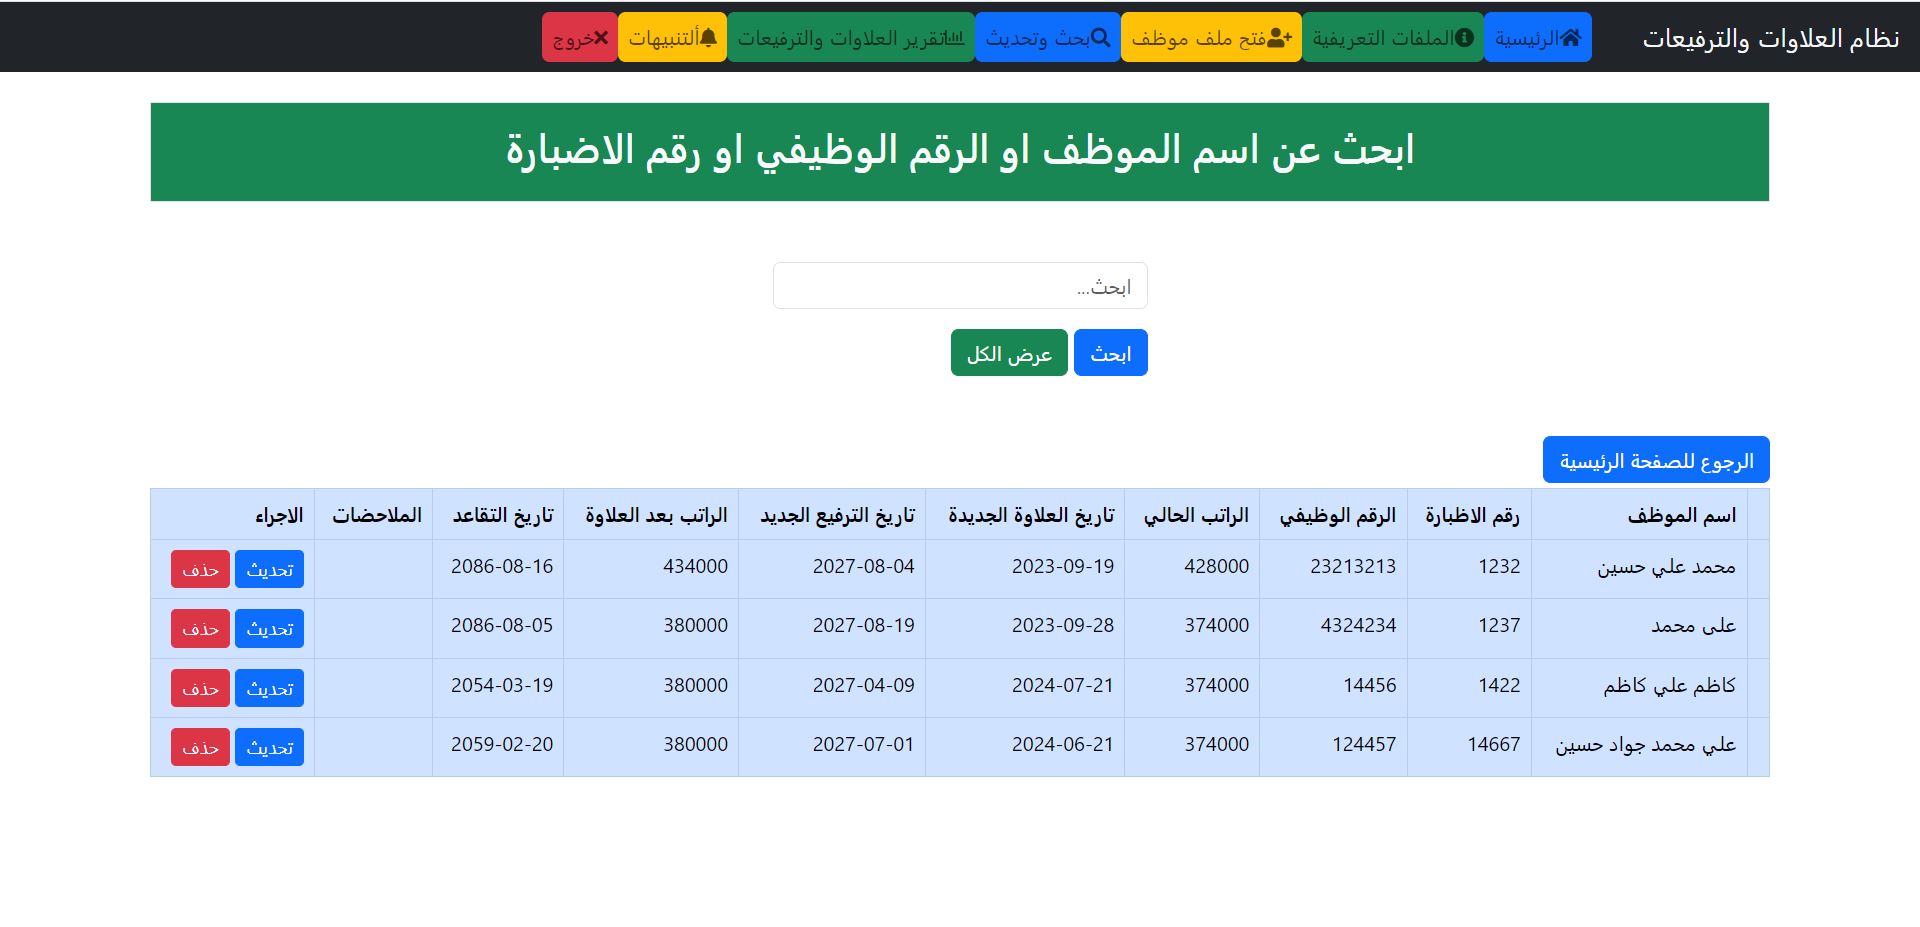 نظام العلاوات والترفيعات الرئيسية الملفات التعريفية فتح ملف موظف بحث وتحديث تقرير العلاوات والترفيعات ألتنبيهات خروج
ابحث عن اسم الموظف او الرقم الوظيفي او رقم الاضبارة
ابحث...
ابحث عرض الكل
الرجوع للصفحة الرئيسية
اسم الموظف رقم الاظبارة الرقم الوظيفي الراتب الحالي تاريخ العلاوة الجديدة تاريخ الترفيع الجديد الراتب بعد العلاوة تاريخ التقاعد الملاحضات الاجراء
محمد علي حسين 1232 23213213 428000 2023-09-19 2027-08-04 434000 2086-08-16 تحديث حذف
على محمد 1237 4324234 374000 2023-09-28 2027-08-19 380000 2086-08-05 تحديث حذف
كاظم علي كاظم 1422 14456 374000 2024-07-21 2027-04-09 380000 2054-03-19 تحديث حذف
علي محمد جواد حسين 14667 124457 374000 2024-06-21 2027-07-01 380000 2059-02-20 تحديث حذف